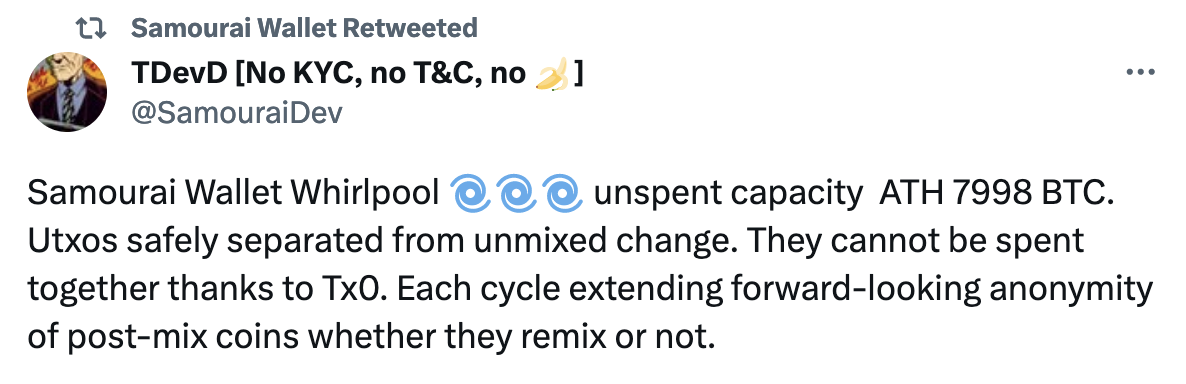 Samourai Wallet Retweeted
TDevD [No KYC, no T&C, no 🍌]
@SamouraiDev
Samourai Wallet Whirlpool 🌀🌀🌀 unspent capacity  ATH 7998 BTC.
Utxos safely separated from unmixed change. They cannot be spent
together thanks to Tx0. Each cycle extending forward-looking anonymity
of post-mix coins whether they remix or not.